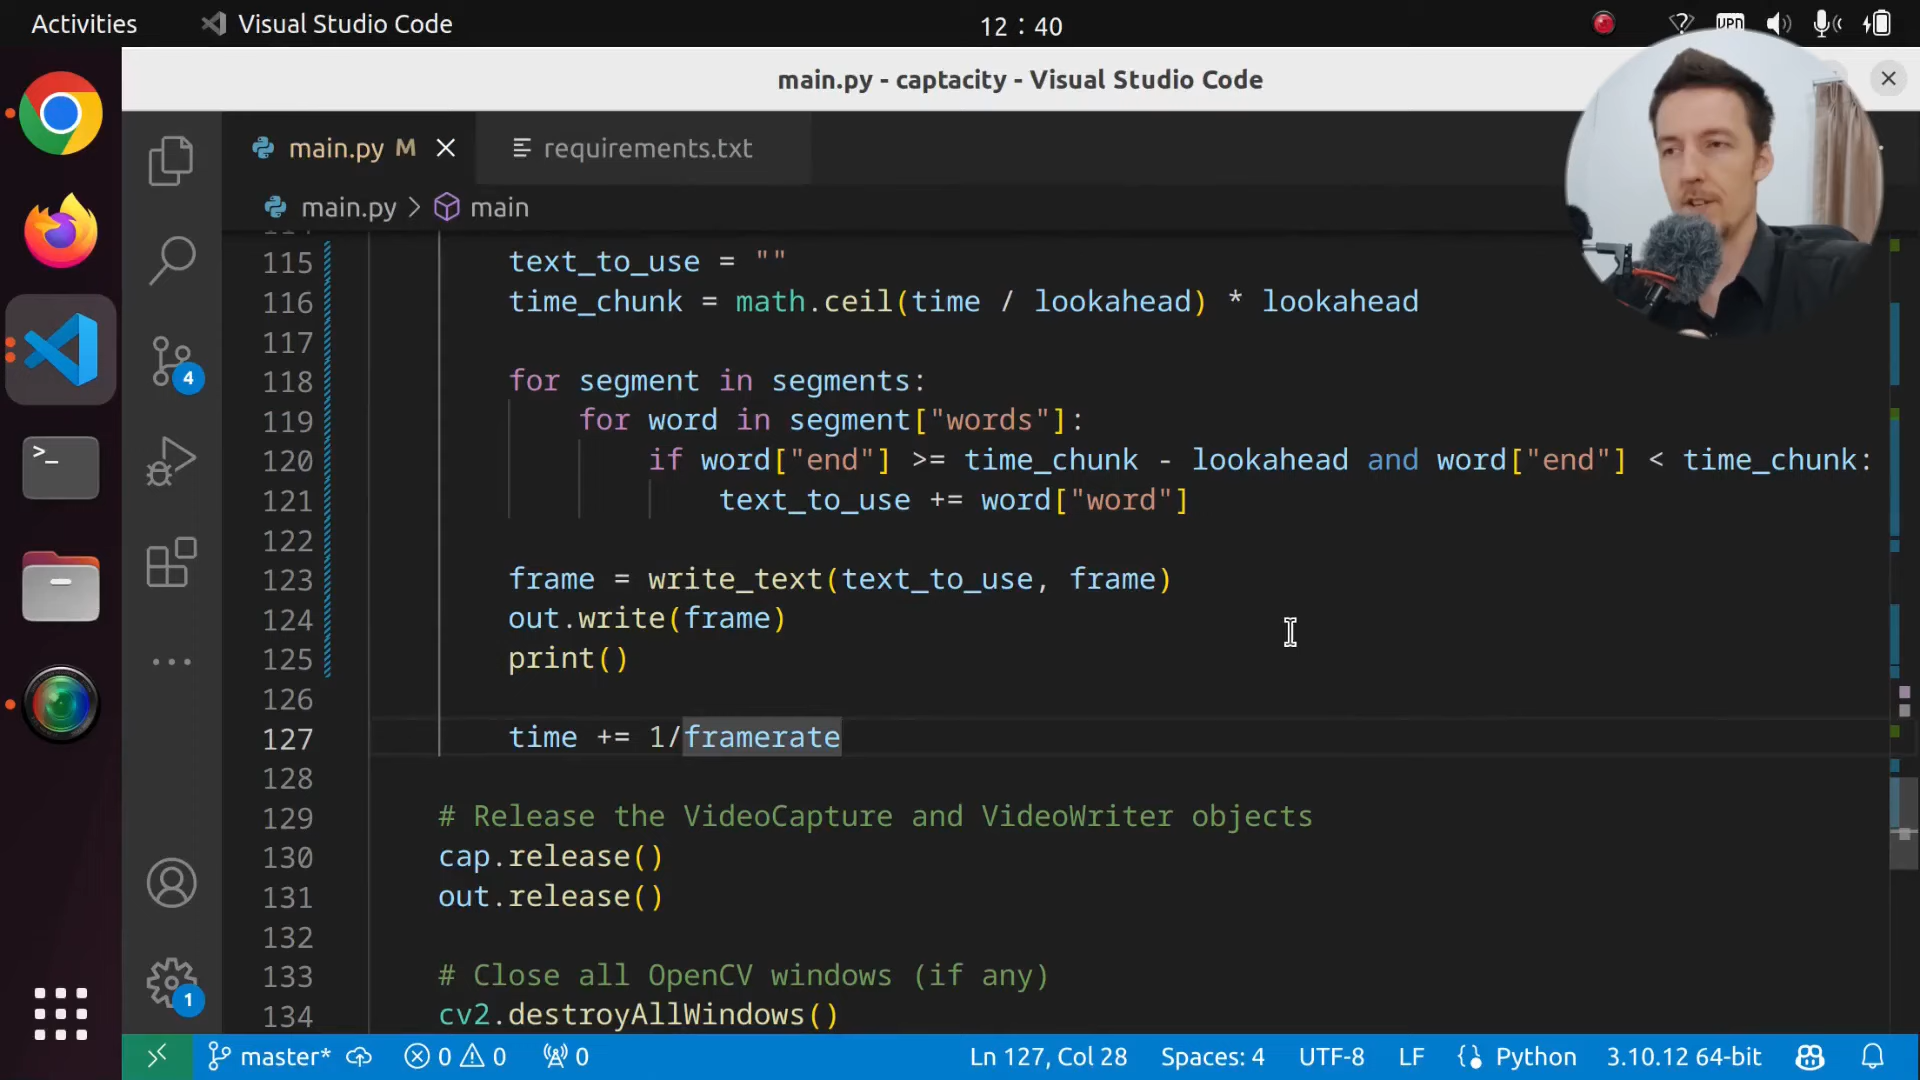 Activities
Visual Studio Code
12 : 40
VPN
main.py - captacity - Visual Studio Code
main.py M
requirements.txt
main.py > main
115 text_to_use = ""
116 time_chunk = math.ceil(time / lookahead) * lookahead
117
118 for segment in segments:
119 for word in segment["words"]:
120 if word["end"] >= time_chunk - lookahead and word["end"] < time_chunk:
121 text_to_use += word["word"]
122
123 frame = write_text(text_to_use, frame)
124 out.write(frame)
125 print()
126
127 time += 1/framerate
128
129 # Release the VideoCapture and VideoWriter objects
130 cap.release()
131 out.release()
132
133 # Close all OpenCV windows (if any)
134 cv2.destroyAllWindows()
4
1
master* 0 0 0 Ln 127, Col 28 Spaces: 4 UTF-8 LF Python 3.10.12 64-bit